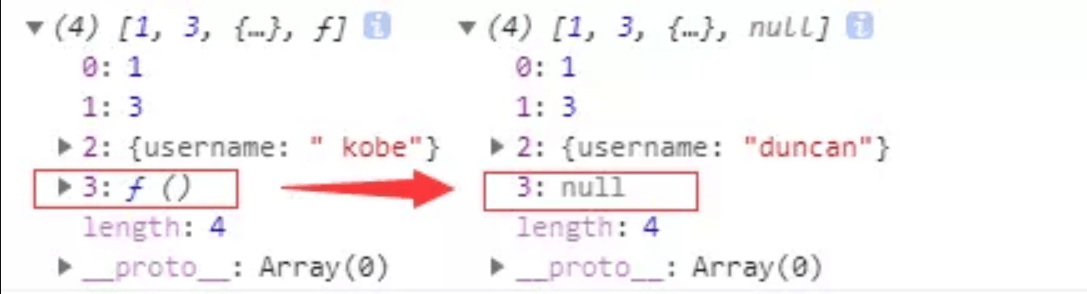 ▼(4) [1, 3, {…}, ƒ] i
0: 1
1: 3
▶2: {username: " kobe"}
▶3: ƒ ()
length: 4
▶__proto__: Array(0)
▼(4) [1, 3, {…}, null] i
0: 1
1: 3
▶2: {username: "duncan"}
3: null
length: 4
▶__proto__: Array(0)